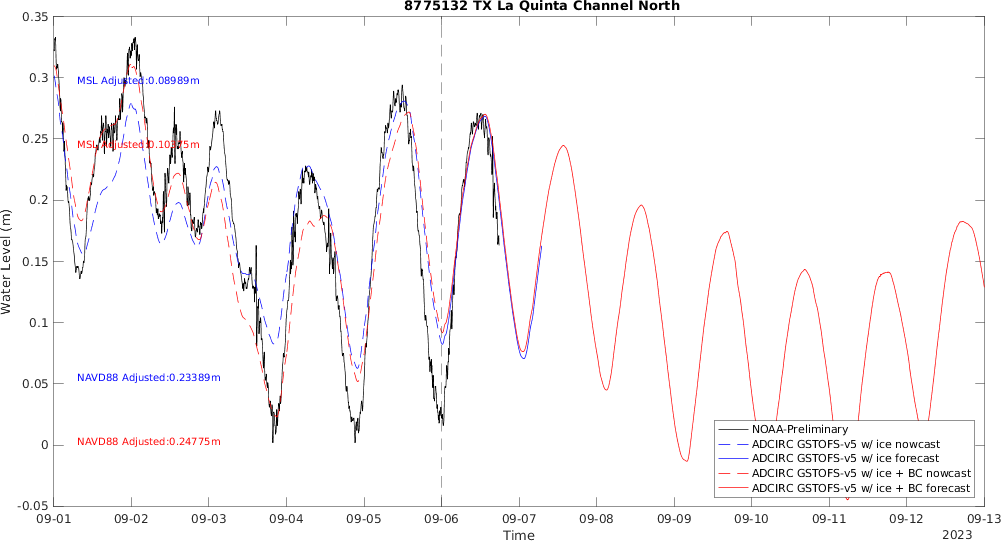 8775132 TX La Quinta Channel North
0.35
0.3
0.25
0.2
0.15
0.1
0.05
0
-0.05
Water Level (m)
MSL Adjusted:0.08989m
NAVD88 Adjusted:0.23389m
NAVD88 Adjusted:0.24775m
NOAA-Preliminary
ADCIRC GSTOFS-v5 w/ ice nowcast
ADCIRC GSTOFS-v5 w/ ice forecast
ADCIRC GSTOFS-v5 w/ ice + BC nowcast
ADCIRC GSTOFS-v5 w/ ice + BC forecast
09-01 09-02 09-03 09-04 09-05 09-06 09-07 09-08 09-09 09-10 09-11 09-12 09-13
Time
2023